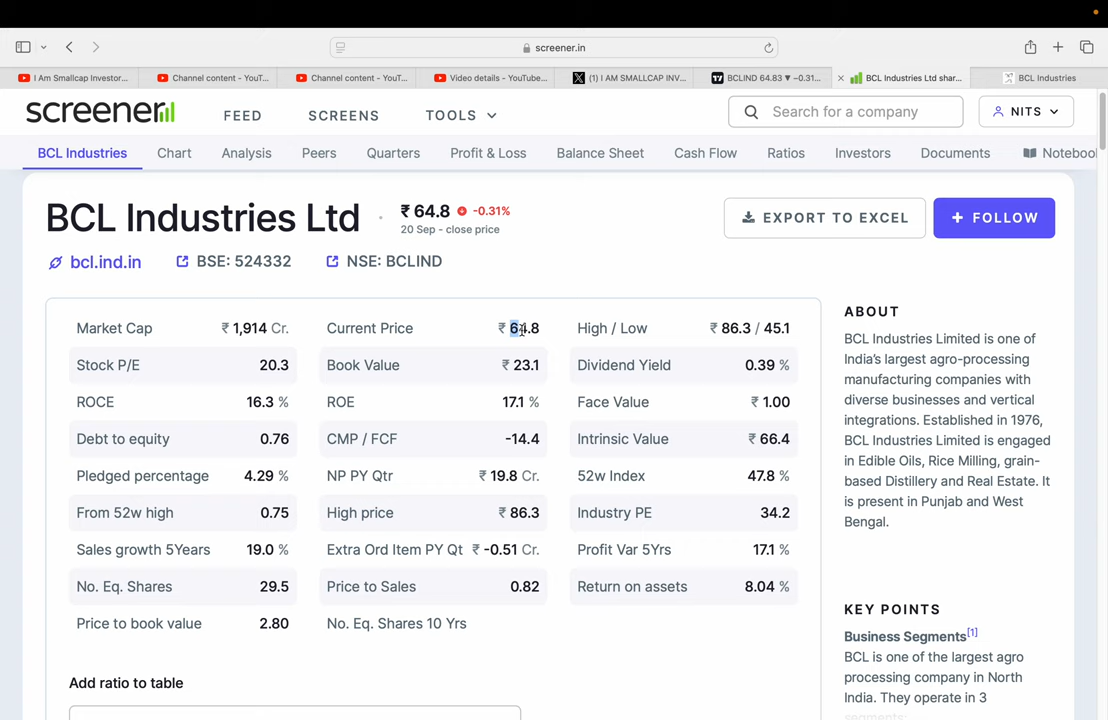 screener.in
I Am Smallcap Investor...
Channel content - YouT...
Channel content - YouT...
Video details - YouTube...
(1) I AM SMALLCAP INV...
BCLIND 64.83 ▼ −0.31...
BCL Industries Ltd shar...
BCL Industries
screener
FEED
SCREENS
TOOLS
Search for a company
NITS
BCL Industries
Chart
Analysis
Peers
Quarters
Profit & Loss
Balance Sheet
Cash Flow
Ratios
Investors
Documents
Noteboo
BCL Industries Ltd
₹ 64.8 -0.31%
20 Sep - close price
EXPORT TO EXCEL
+ FOLLOW
bcl.ind.in
BSE: 524332
NSE: BCLIND
Market Cap ₹ 1,914 Cr.
Current Price ₹ 64.8
High / Low ₹ 86.3 / 45.1
Stock P/E 20.3
Book Value ₹ 23.1
Dividend Yield 0.39 %
ROCE 16.3 %
ROE 17.1 %
Face Value ₹ 1.00
Debt to equity 0.76
CMP / FCF -14.4
Intrinsic Value ₹ 66.4
Pledged percentage 4.29 %
NP PY Qtr ₹ 19.8 Cr.
52w Index 47.8 %
From 52w high 0.75
High price ₹ 86.3
Industry PE 34.2
Sales growth 5Years 19.0 %
Extra Ord Item PY Qt ₹ -0.51 Cr.
Profit Var 5Yrs 17.1 %
No. Eq. Shares 29.5
Price to Sales 0.82
Return on assets 8.04 %
Price to book value 2.80
No. Eq. Shares 10 Yrs
Add ratio to table
ABOUT
BCL Industries Limited is one of
India's largest agro-processing
manufacturing companies with
diverse businesses and vertical
integrations. Established in 1976,
BCL Industries Limited is engaged
in Edible Oils, Rice Milling, grain-
based Distillery and Real Estate. It
is present in Punjab and West
Bengal.
KEY POINTS
Business Segments[1]
BCL is one of the largest agro
processing company in North
India. They operate in 3
segments: